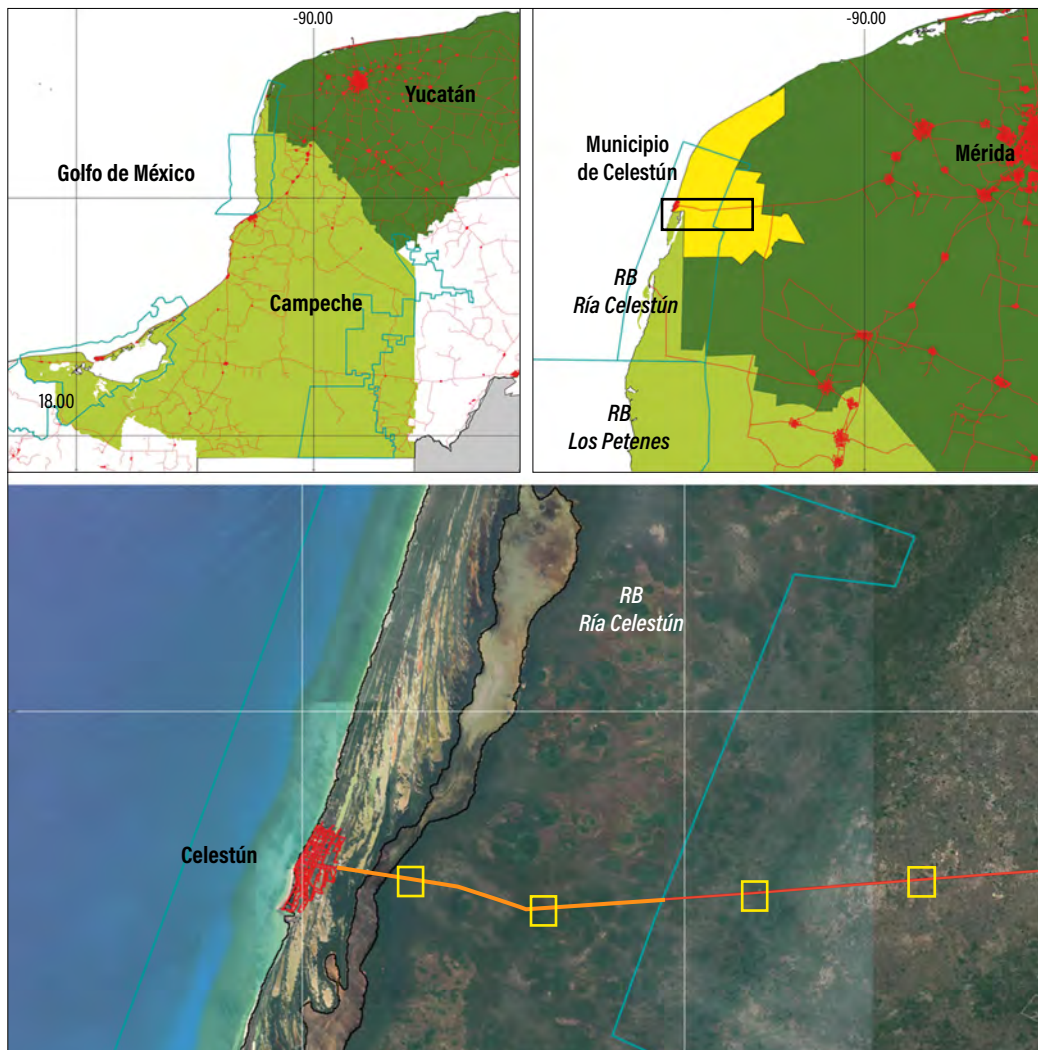 -90.00
Yucatán
Golfo de México
Campeche
18.00
-90.00
Municipio
de Celestún
Mérida
RB
Ría Celestún
RB
Los Petenes
RB
Ría Celestún
Celestún